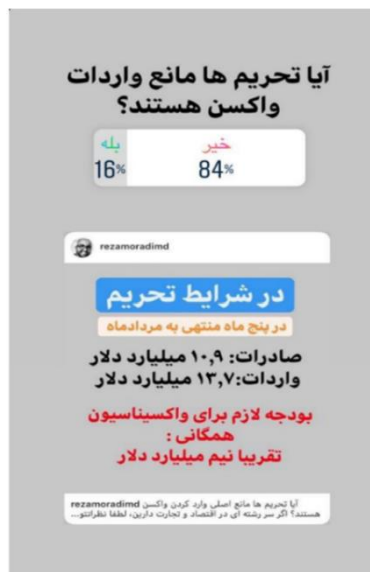 آیا تحریم ها مانع واردات
واکسن هستند؟
خیر
بله
84%
16%
rezamoradimd
در شرایط تحریم
در پنج ماه منتهی به مردادماه
صادرات: ۱۰,۹ میلیارد دلار
واردات:۱۳,۷ میلیارد دلار
بودجه لازم برای واکسیناسیون
همگانی :
تقریبا نیم میلیارد دلار
rezamoradimd آیا تحریم ها مانع اصلی وارد کردن واکسن
هستند؟ اگر سر رشته ای در اقتصاد و تجارت دارین، لطفا نظراتتو...